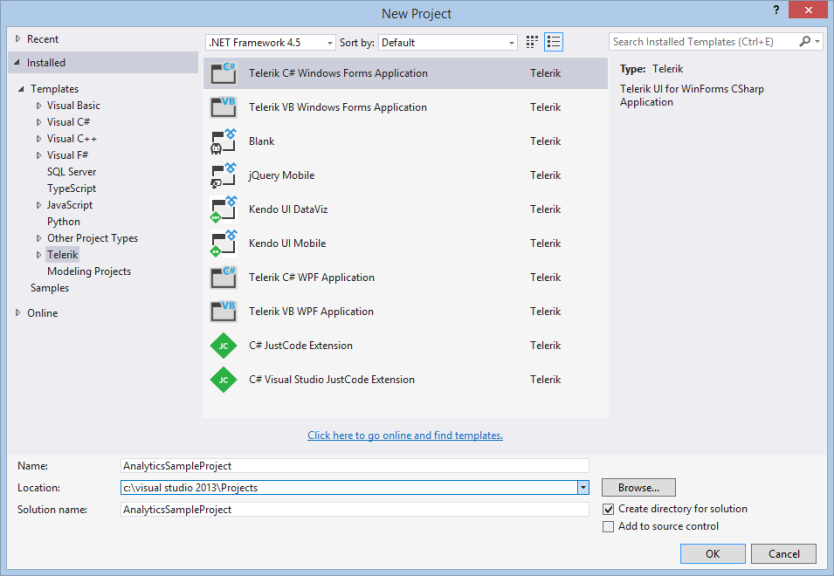 New Project
?
Recent
Installed
Templates
Visual Basic
Visual C#
Visual C++
Visual F#
SQL Server
TypeScript
JavaScript
Python
Other Project Types
Telerik
Modeling Projects
Samples
Online
.NET Framework 4.5 Sort by: Default
C# Telerik C# Windows Forms Application Telerik
VB Telerik VB Windows Forms Application Telerik
Blank Telerik
jQuery Mobile Telerik
Kendo UI DataViz Telerik
Kendo UI Mobile Telerik
C# Telerik C# WPF Application Telerik
VB Telerik VB WPF Application Telerik
JC C# JustCode Extension Telerik
JC C# Visual Studio JustCode Extension Telerik
Click here to go online and find templates.
Search Installed Templates (Ctrl+E)
Type: Telerik
Telerik UI for WinForms CSharp
Application
Name: AnalyticsSampleProject
Location: c:\visual studio 2013\Projects Browse...
Solution name: AnalyticsSampleProject
Create directory for solution
Add to source control
OK Cancel